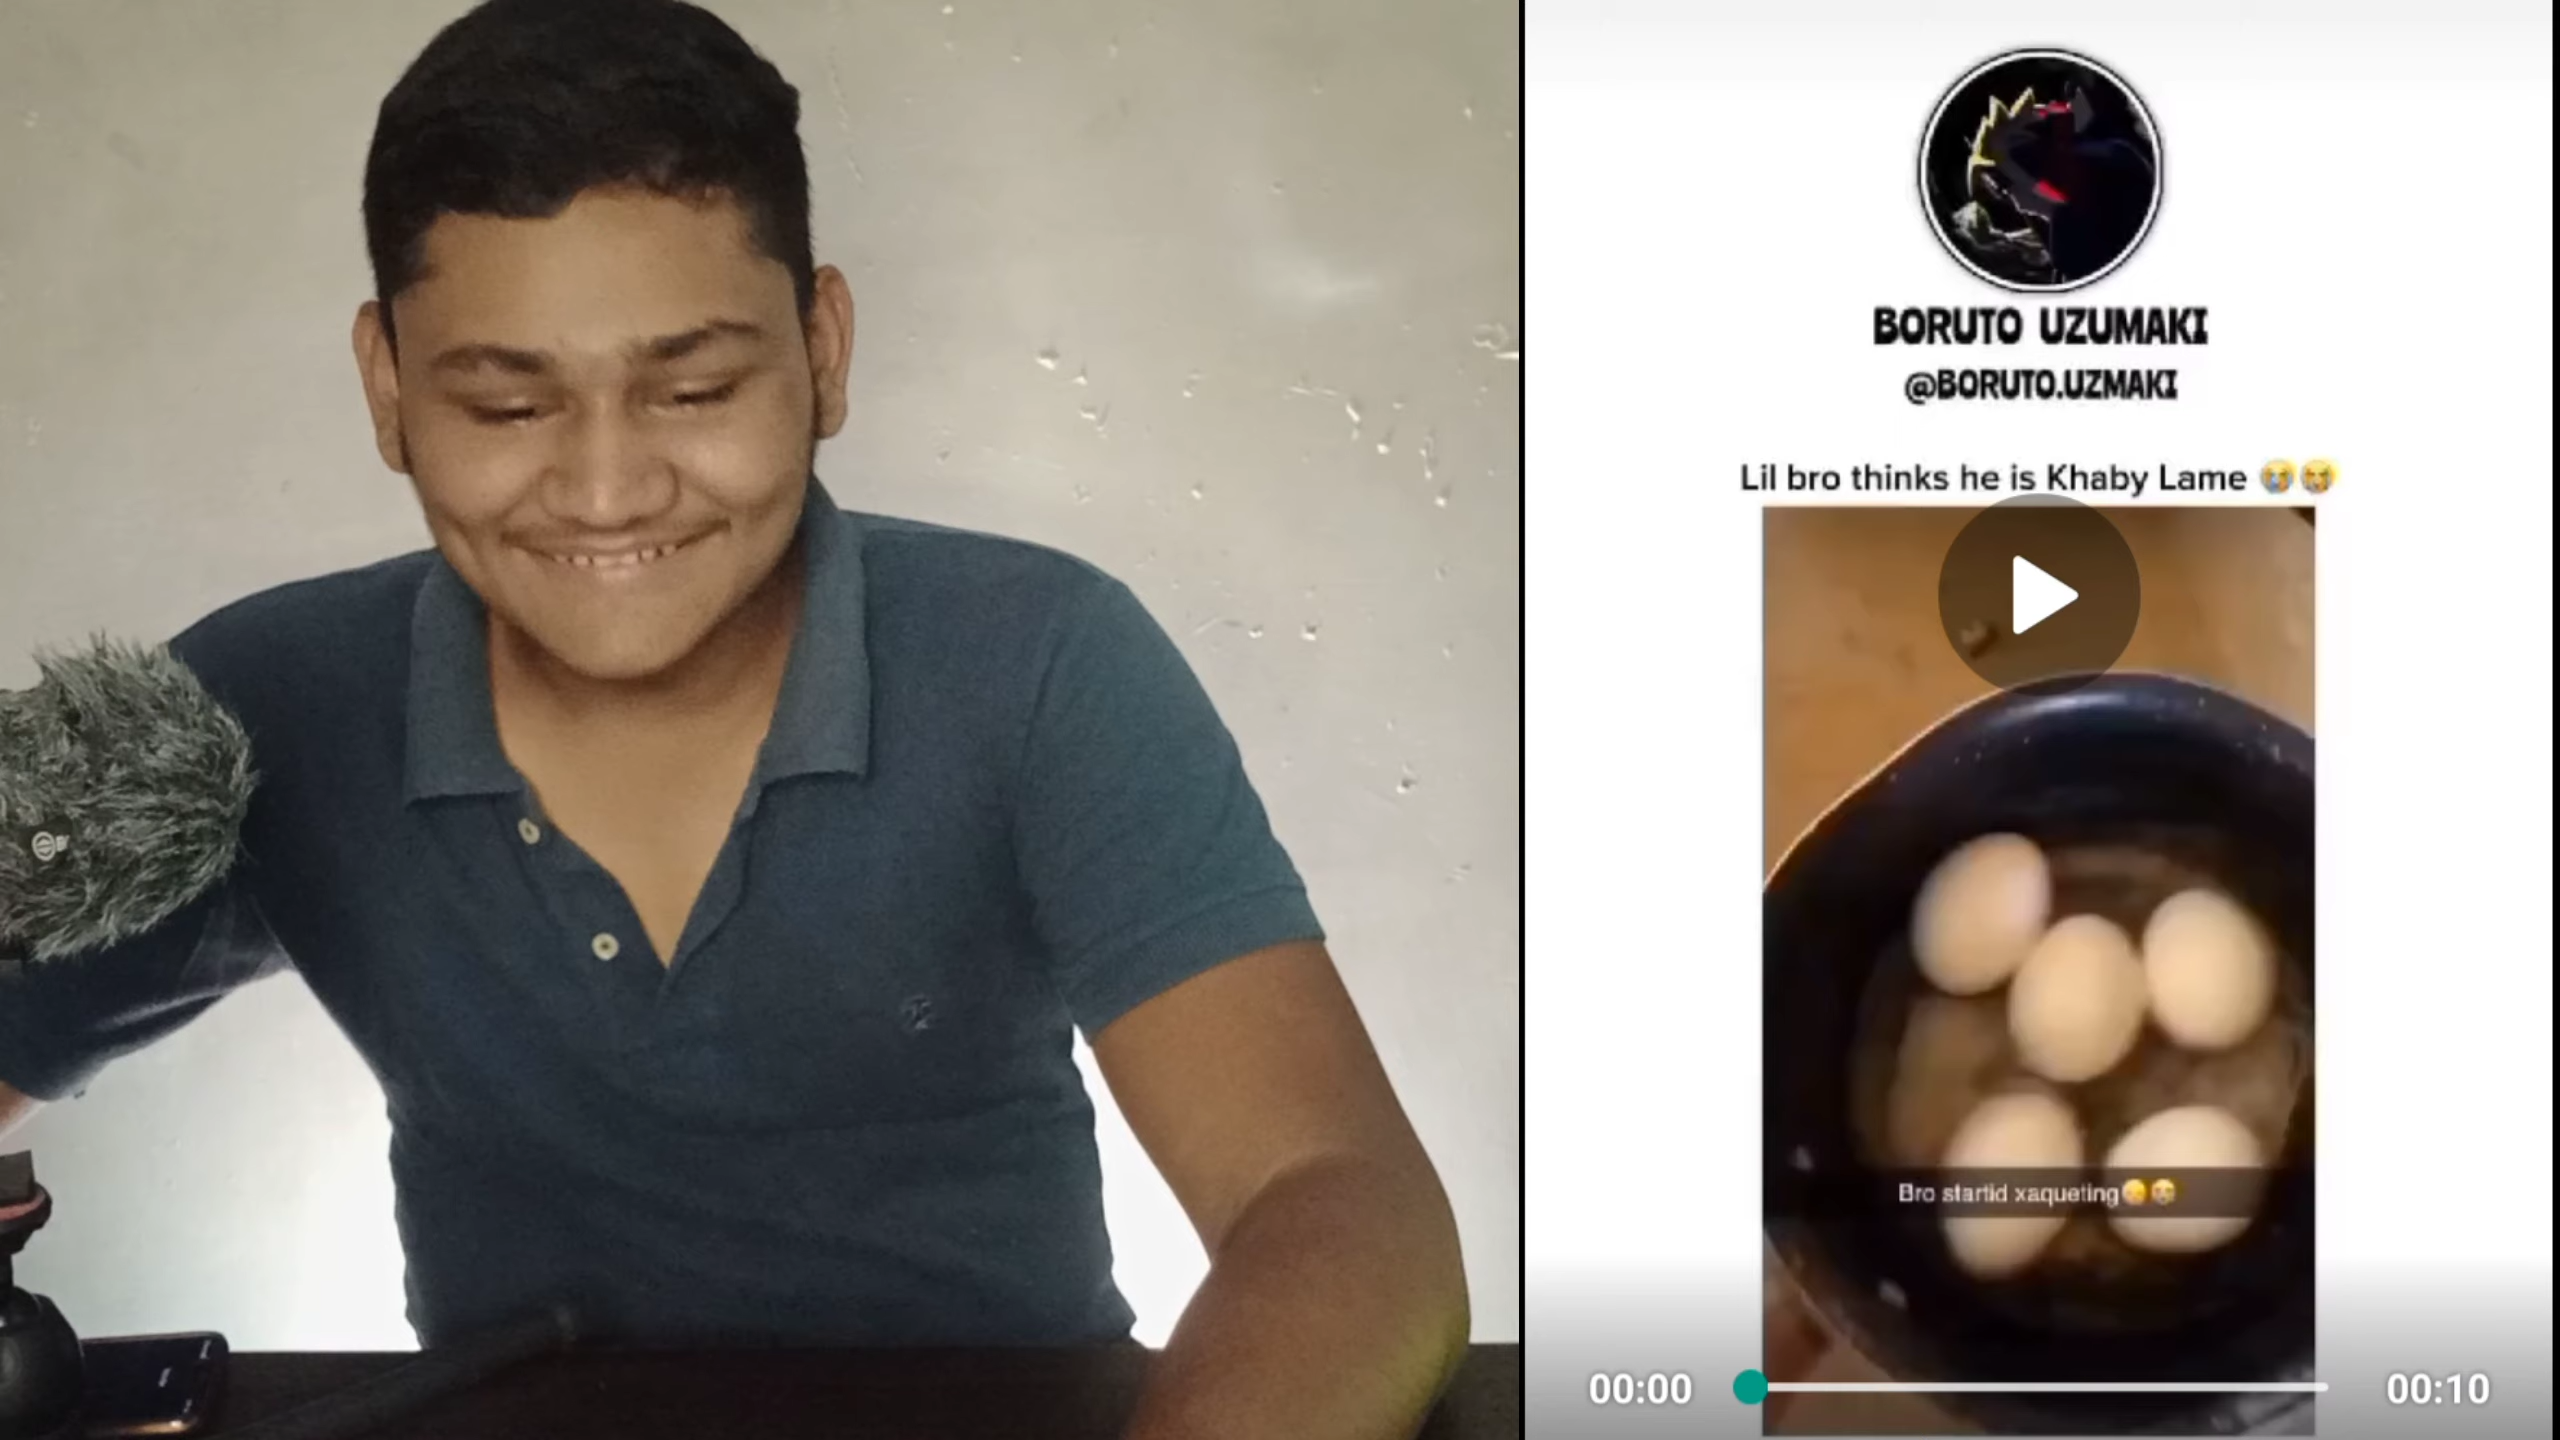 BORUTO UZUMAKI
@BORUTO.UZMAKI
Lil bro thinks he is Khaby Lame 😭😭
Bro startid xaqueting😂😂
00:00
00:10